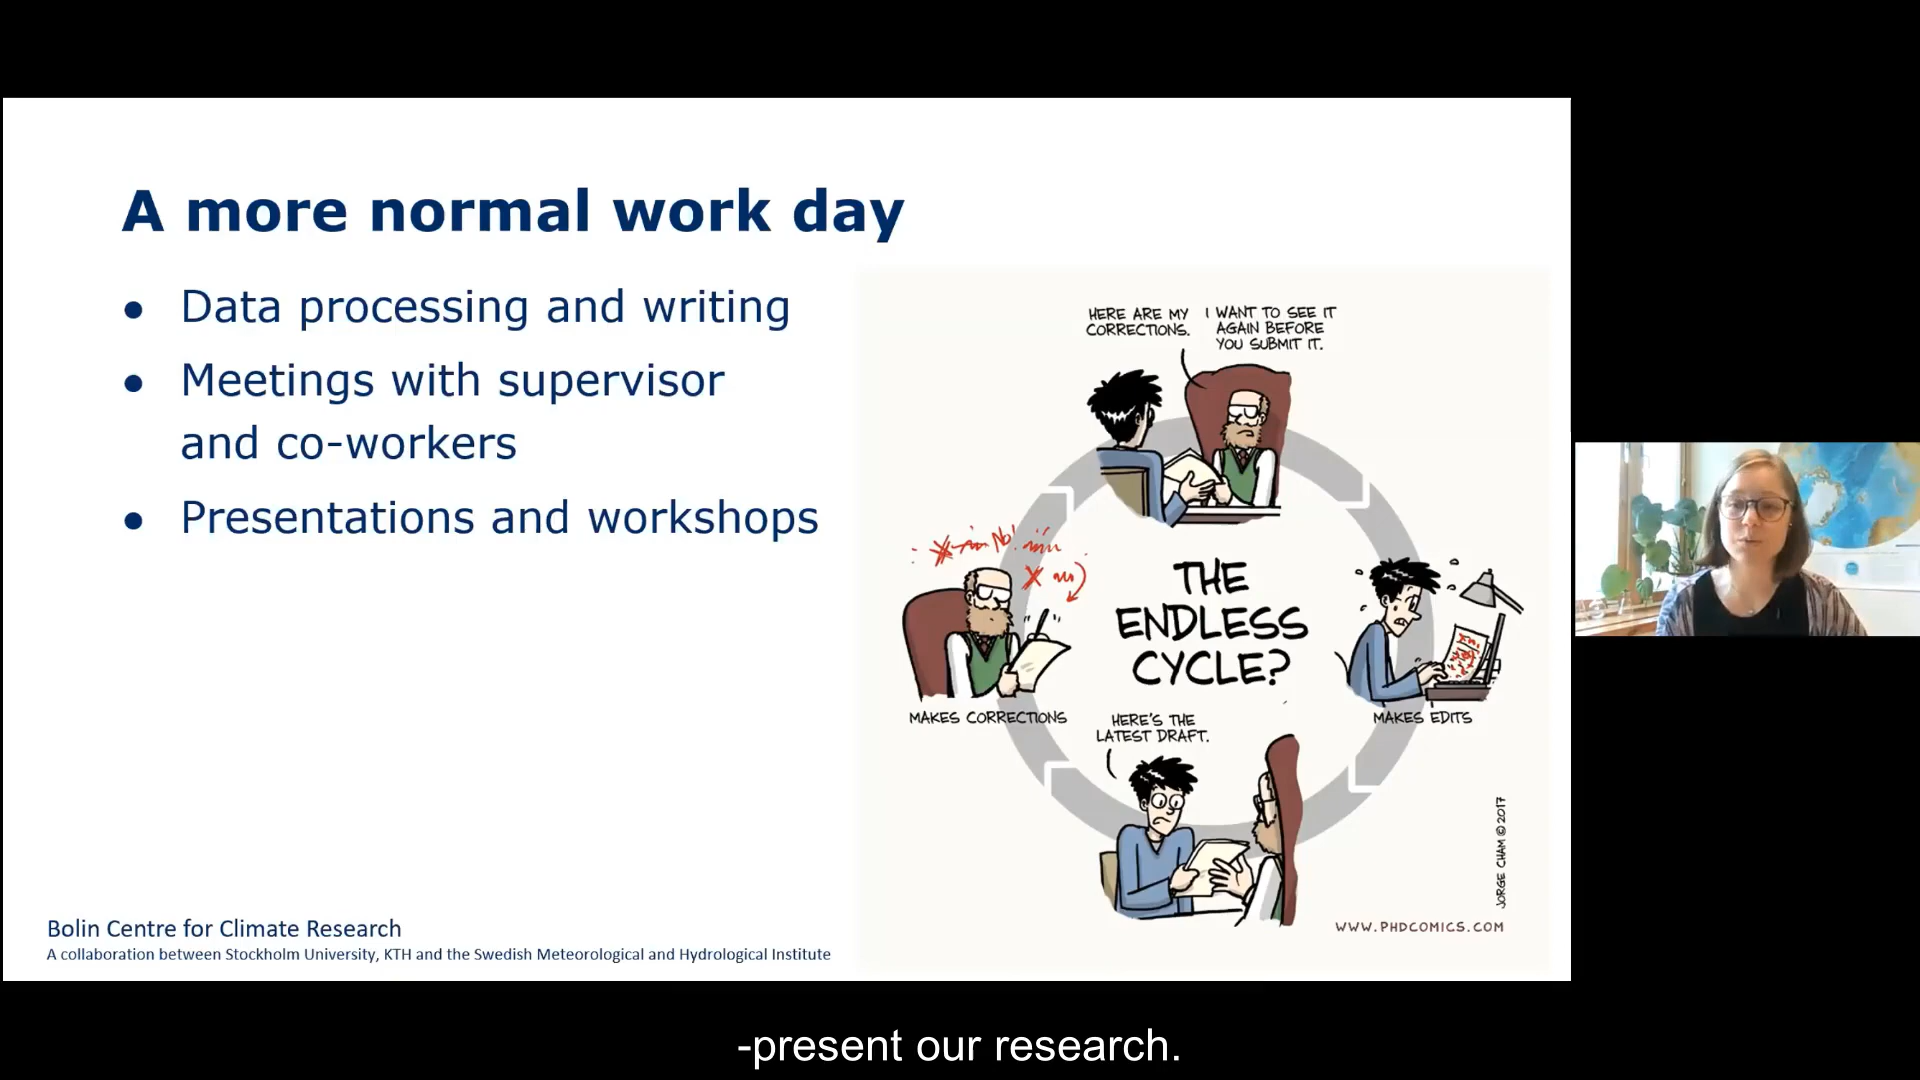 A more normal work day
● Data processing and writing
● Meetings with supervisor
and co-workers
● Presentations and workshops
HERE ARE MY
CORRECTIONS.
I WANT TO SEE IT
AGAIN BEFORE
YOU SUBMIT IT.
No!
THE
ENDLESS
CYCLE?
MAKES CORRECTIONS
MAKES EDITS
HERE'S THE
LATEST DRAFT.
JORGE CHAM © 2017
WWW.PHDCOMICS.COM
Bolin Centre for Climate Research
A collaboration between Stockholm University, KTH and the Swedish Meteorological and Hydrological Institute
-present our research.